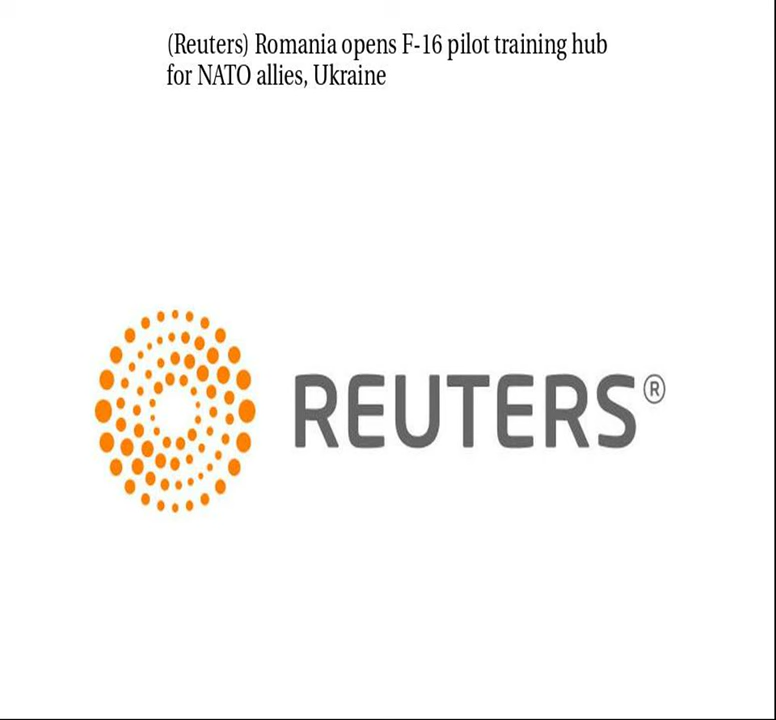 (Reuters) Romania opens F-16 pilot training hub
for NATO allies, Ukraine
REUTERS®